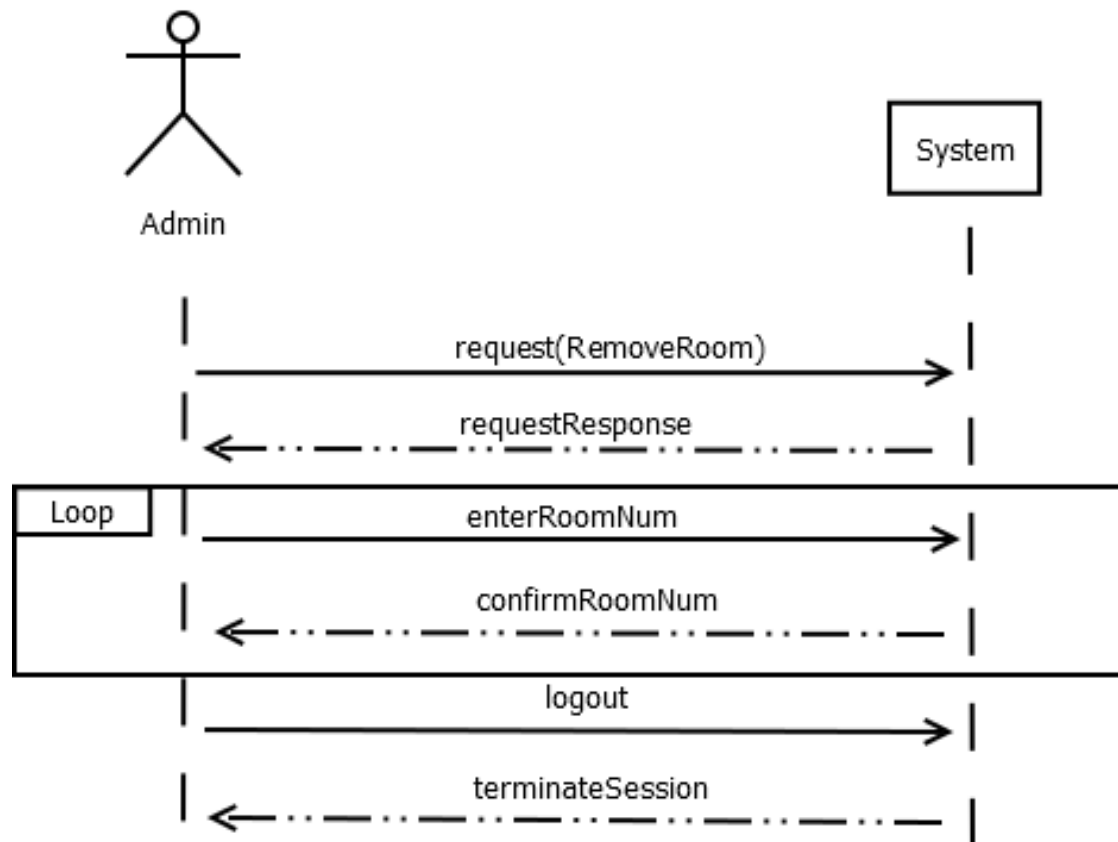 System
Admin
request(RemoveRoom)
requestResponse
Loop
enterRoomNum
confirmRoomNum
logout
terminateSession